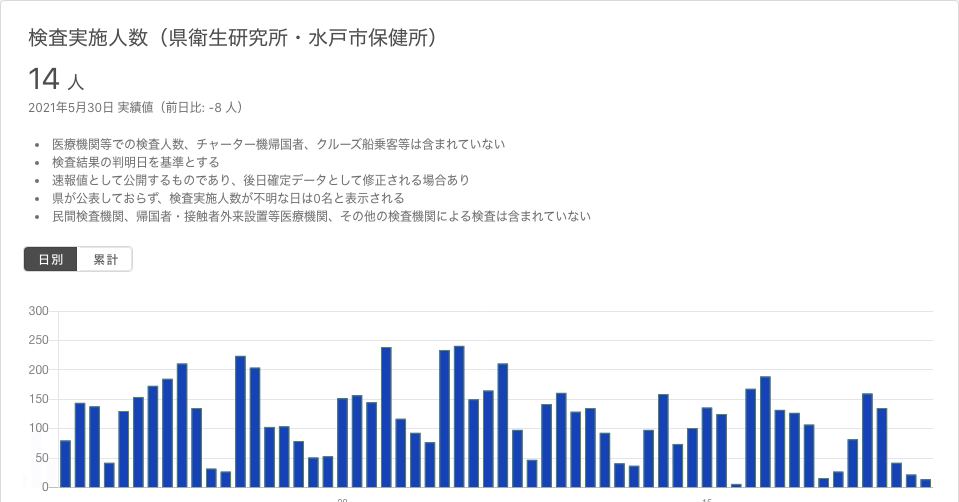 検査実施人数（県衛生研究所・水戸市保健所）
14 人
2021年5月30日 実績値（前日比: -8 人）
• 医療機関等での検査人数、チャーター機帰国者、クルーズ船乗客等は含まれていない
• 検査結果の判明日を基準とする
• 速報値として公開するものであり、後日確定データとして修正される場合あり
• 県が公表しておらず、検査実施人数が不明な日は0名と表示される
• 民間検査機関、帰国者・接触者外来設置等医療機関、その他の検査機関による検査は含まれていない
日別 累計
300
250
200
150
100
50
0